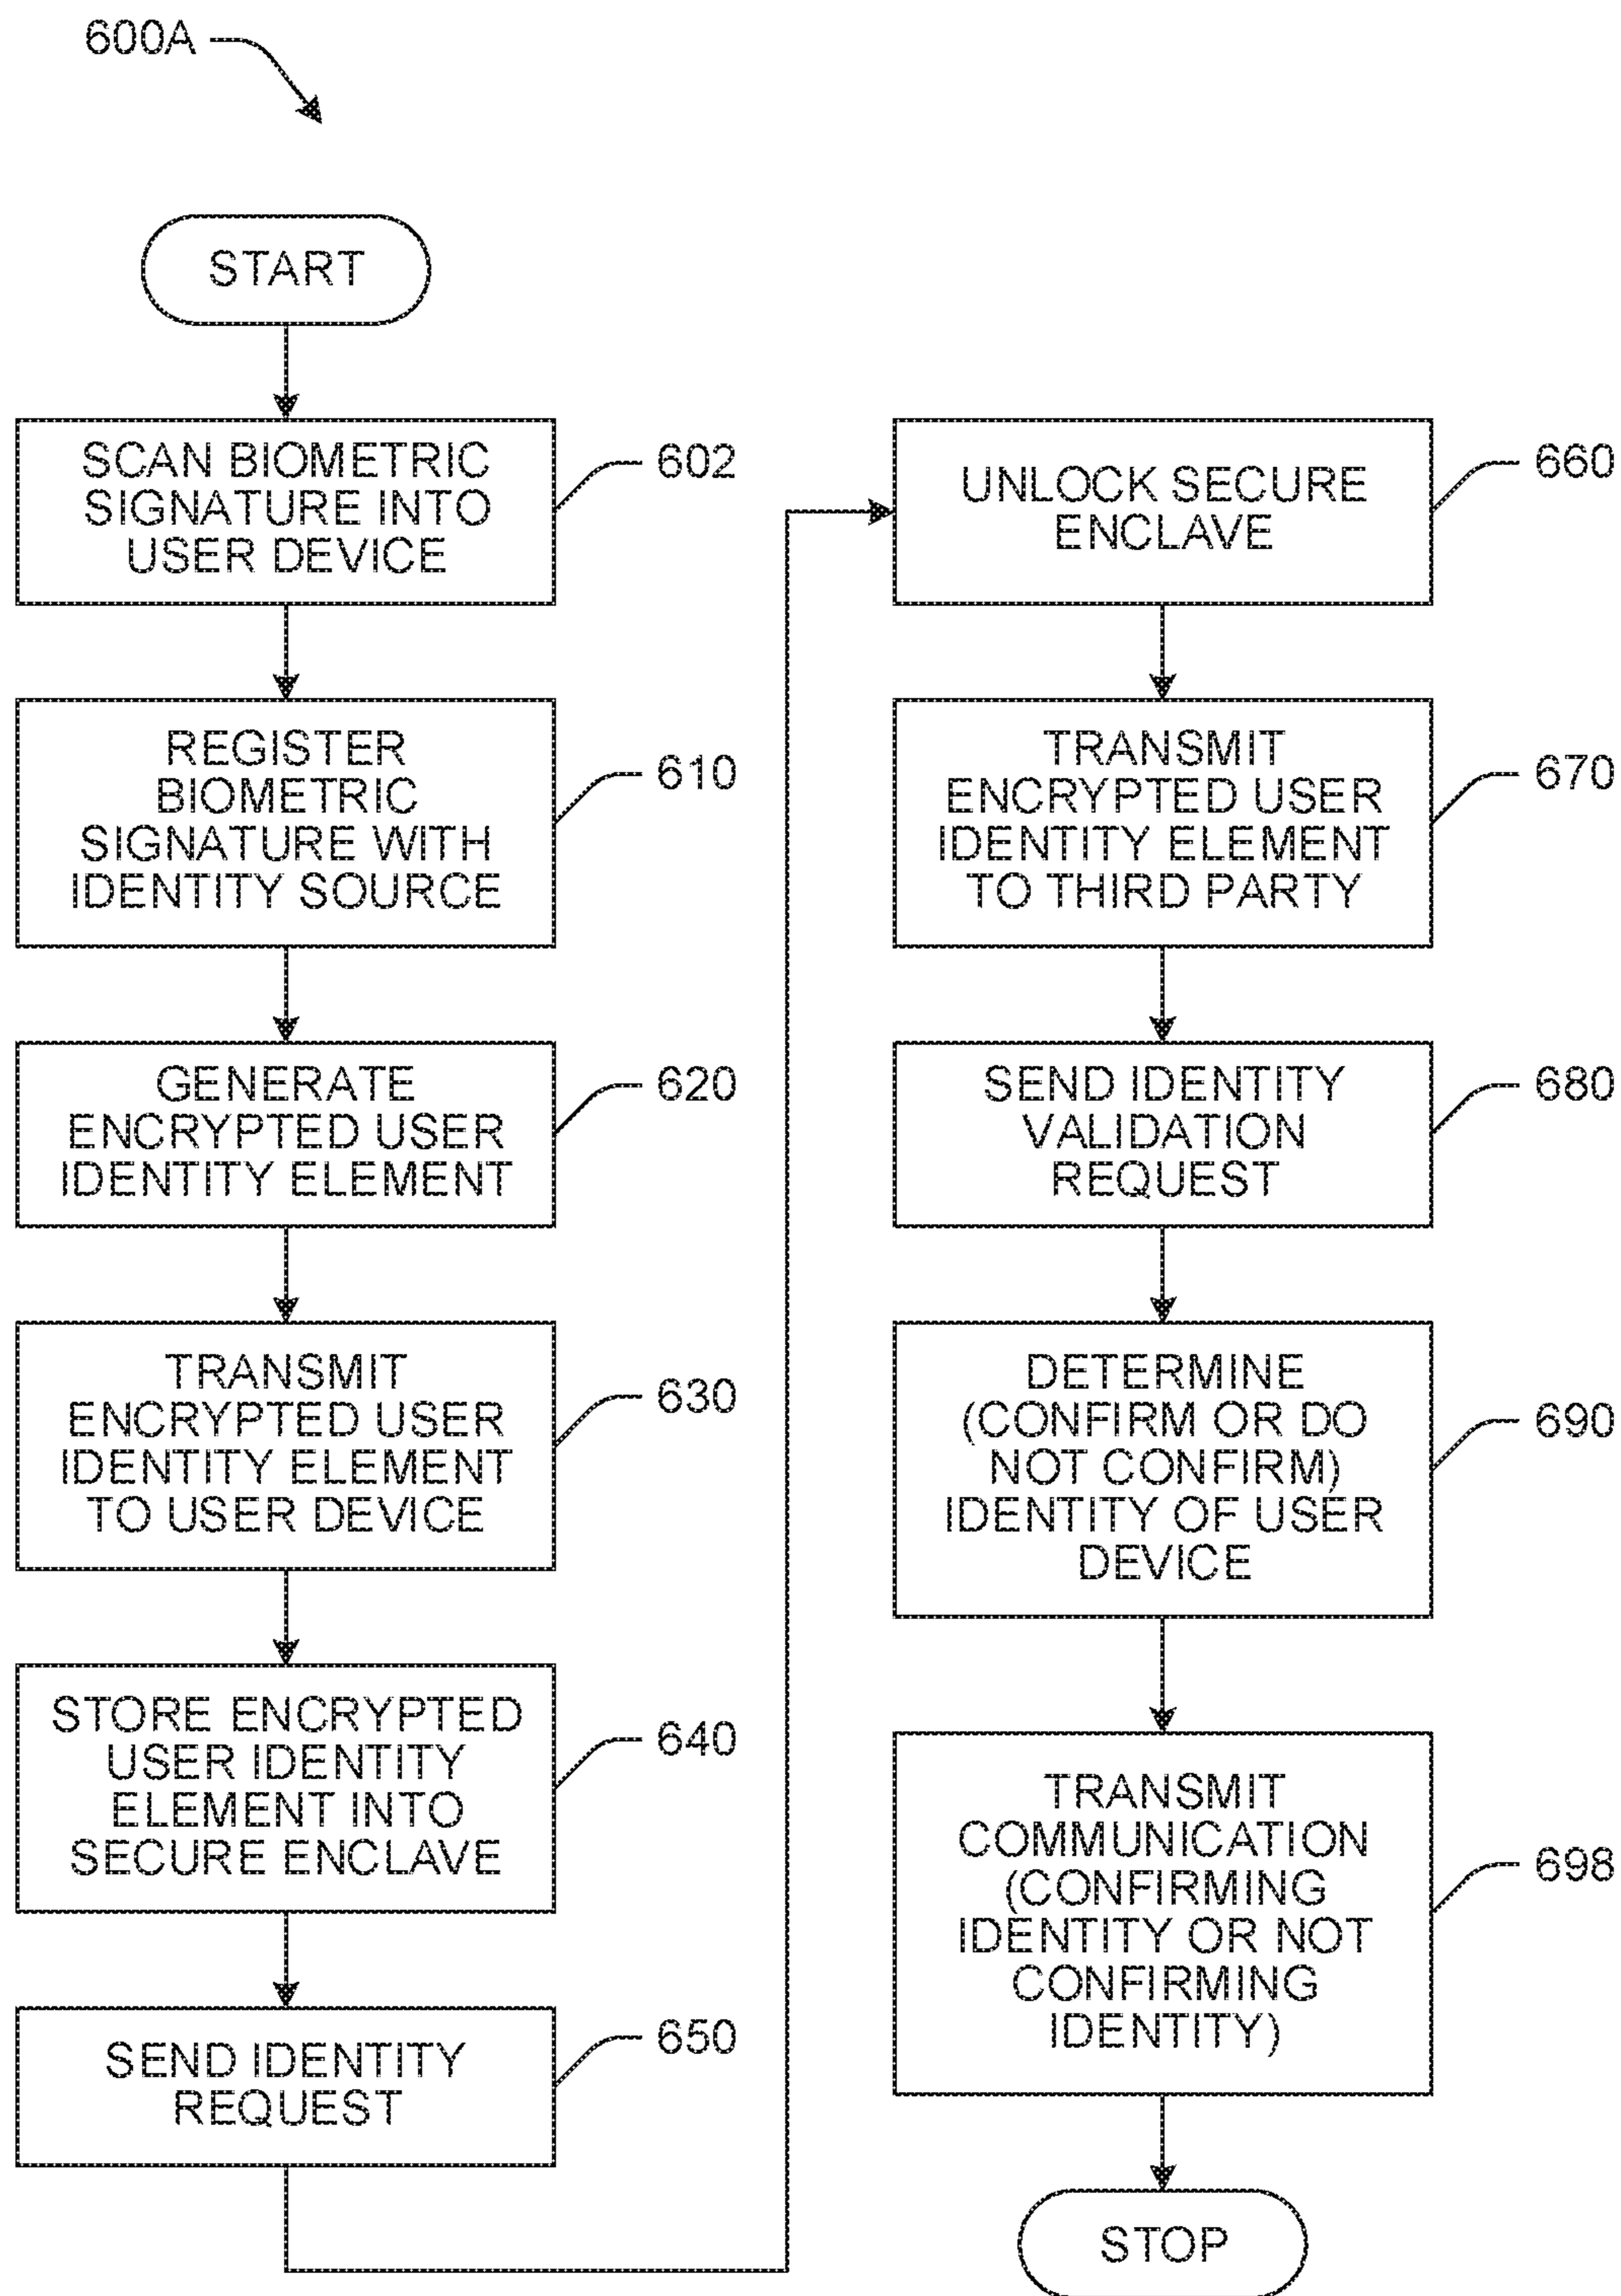 600A
START
SCAN BIOMETRIC
SIGNATURE INTO
USER DEVICE
602
REGISTER
BIOMETRIC
SIGNATURE WITH
IDENTITY SOURCE
610
GENERATE
ENCRYPTED USER
IDENTITY ELEMENT
620
TRANSMIT
ENCRYPTED USER
IDENTITY ELEMENT
TO USER DEVICE
630
STORE ENCRYPTED
USER IDENTITY
ELEMENT INTO
SECURE ENCLAVE
640
SEND IDENTITY
REQUEST
650
UNLOCK SECURE
ENCLAVE
660
TRANSMIT
ENCRYPTED USER
IDENTITY ELEMENT
TO THIRD PARTY
670
SEND IDENTITY
VALIDATION
REQUEST
680
DETERMINE
(CONFIRM OR DO
NOT CONFIRM)
IDENTITY OF USER
DEVICE
690
TRANSMIT
COMMUNICATION
(CONFIRMING
IDENTITY OR NOT
CONFIRMING
IDENTITY)
698
STOP